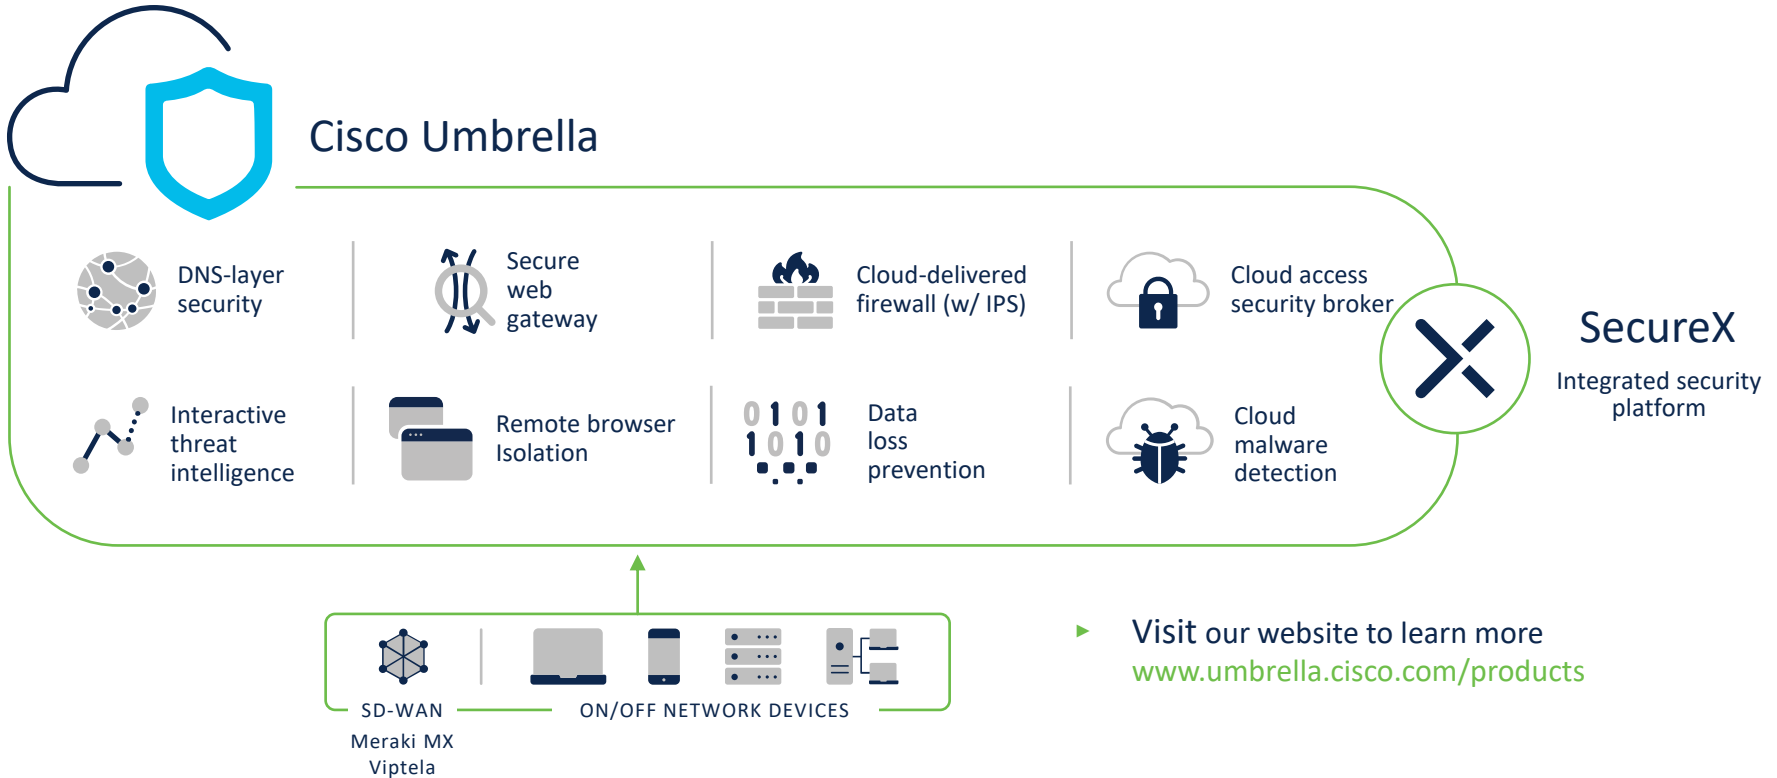 Cisco Umbrella
DNS-layer
security
Secure
web
gateway
Cloud-delivered
firewall (w/ IPS)
Cloud access
security broker
SecureX
Integrated security
platform
Interactive
threat
intelligence
Remote browser
Isolation
0101
1010
Data
loss
prevention
Cloud
malware
detection
SD-WAN
Meraki MX
Viptela
ON/OFF NETWORK DEVICES
Visit our website to learn more
www.umbrella.cisco.com/products